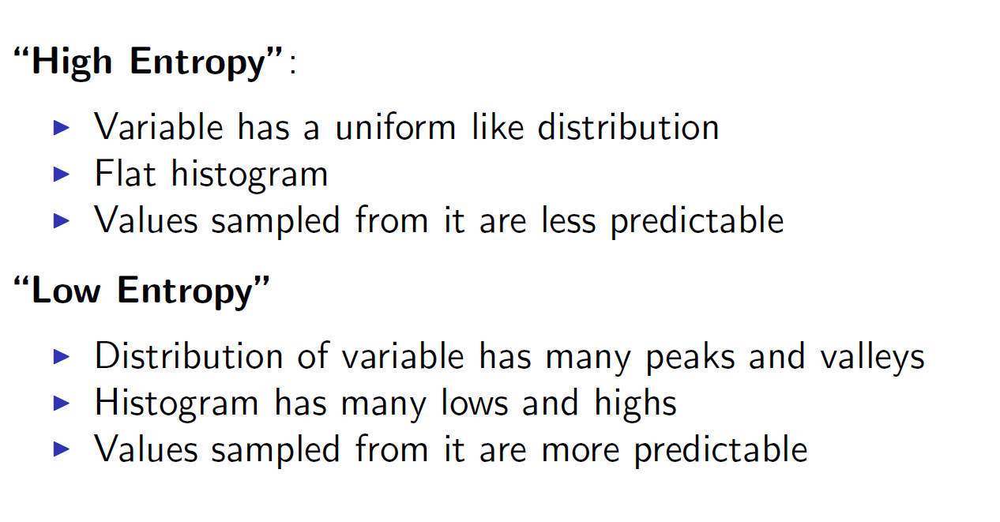 “High Entropy”:
▶ Variable has a uniform like distribution
▶ Flat histogram
▶ Values sampled from it are less predictable
“Low Entropy”
▶ Distribution of variable has many peaks and valleys
▶ Histogram has many lows and highs
▶ Values sampled from it are more predictable